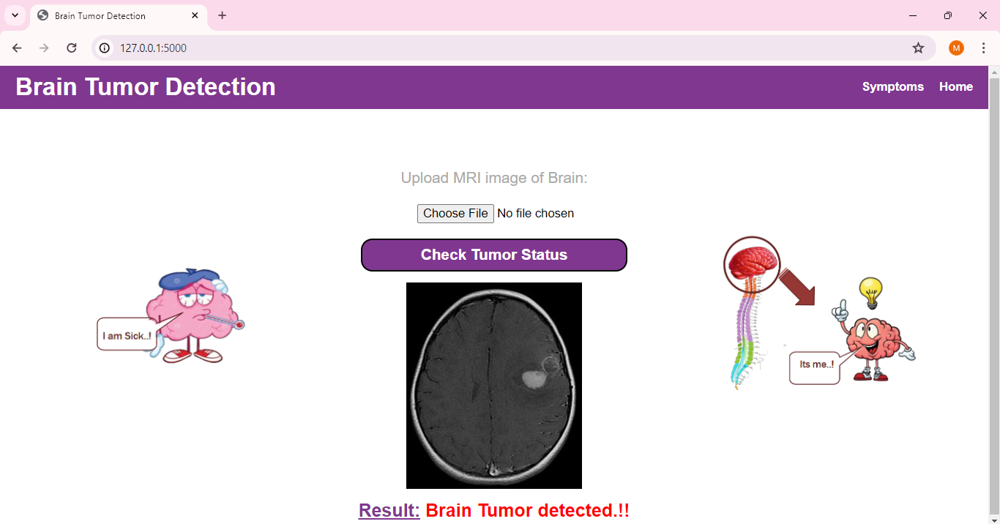 Brain Tumor Detection
127.0.0.1:5000
M
Brain Tumor Detection
Symptoms
Home
Upload MRI image of Brain:
Choose File No file chosen
Check Tumor Status
I am Sick..!
Its me..!
Result: Brain Tumor detected.!!